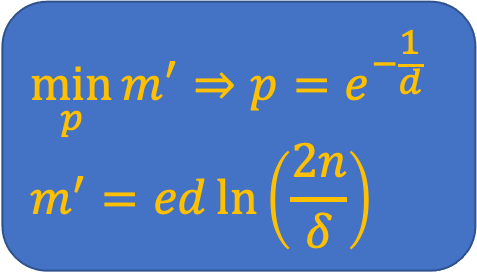 min_p m′ ⇒ p = e^{−1/d}
m′ = ed ln(2n/δ)